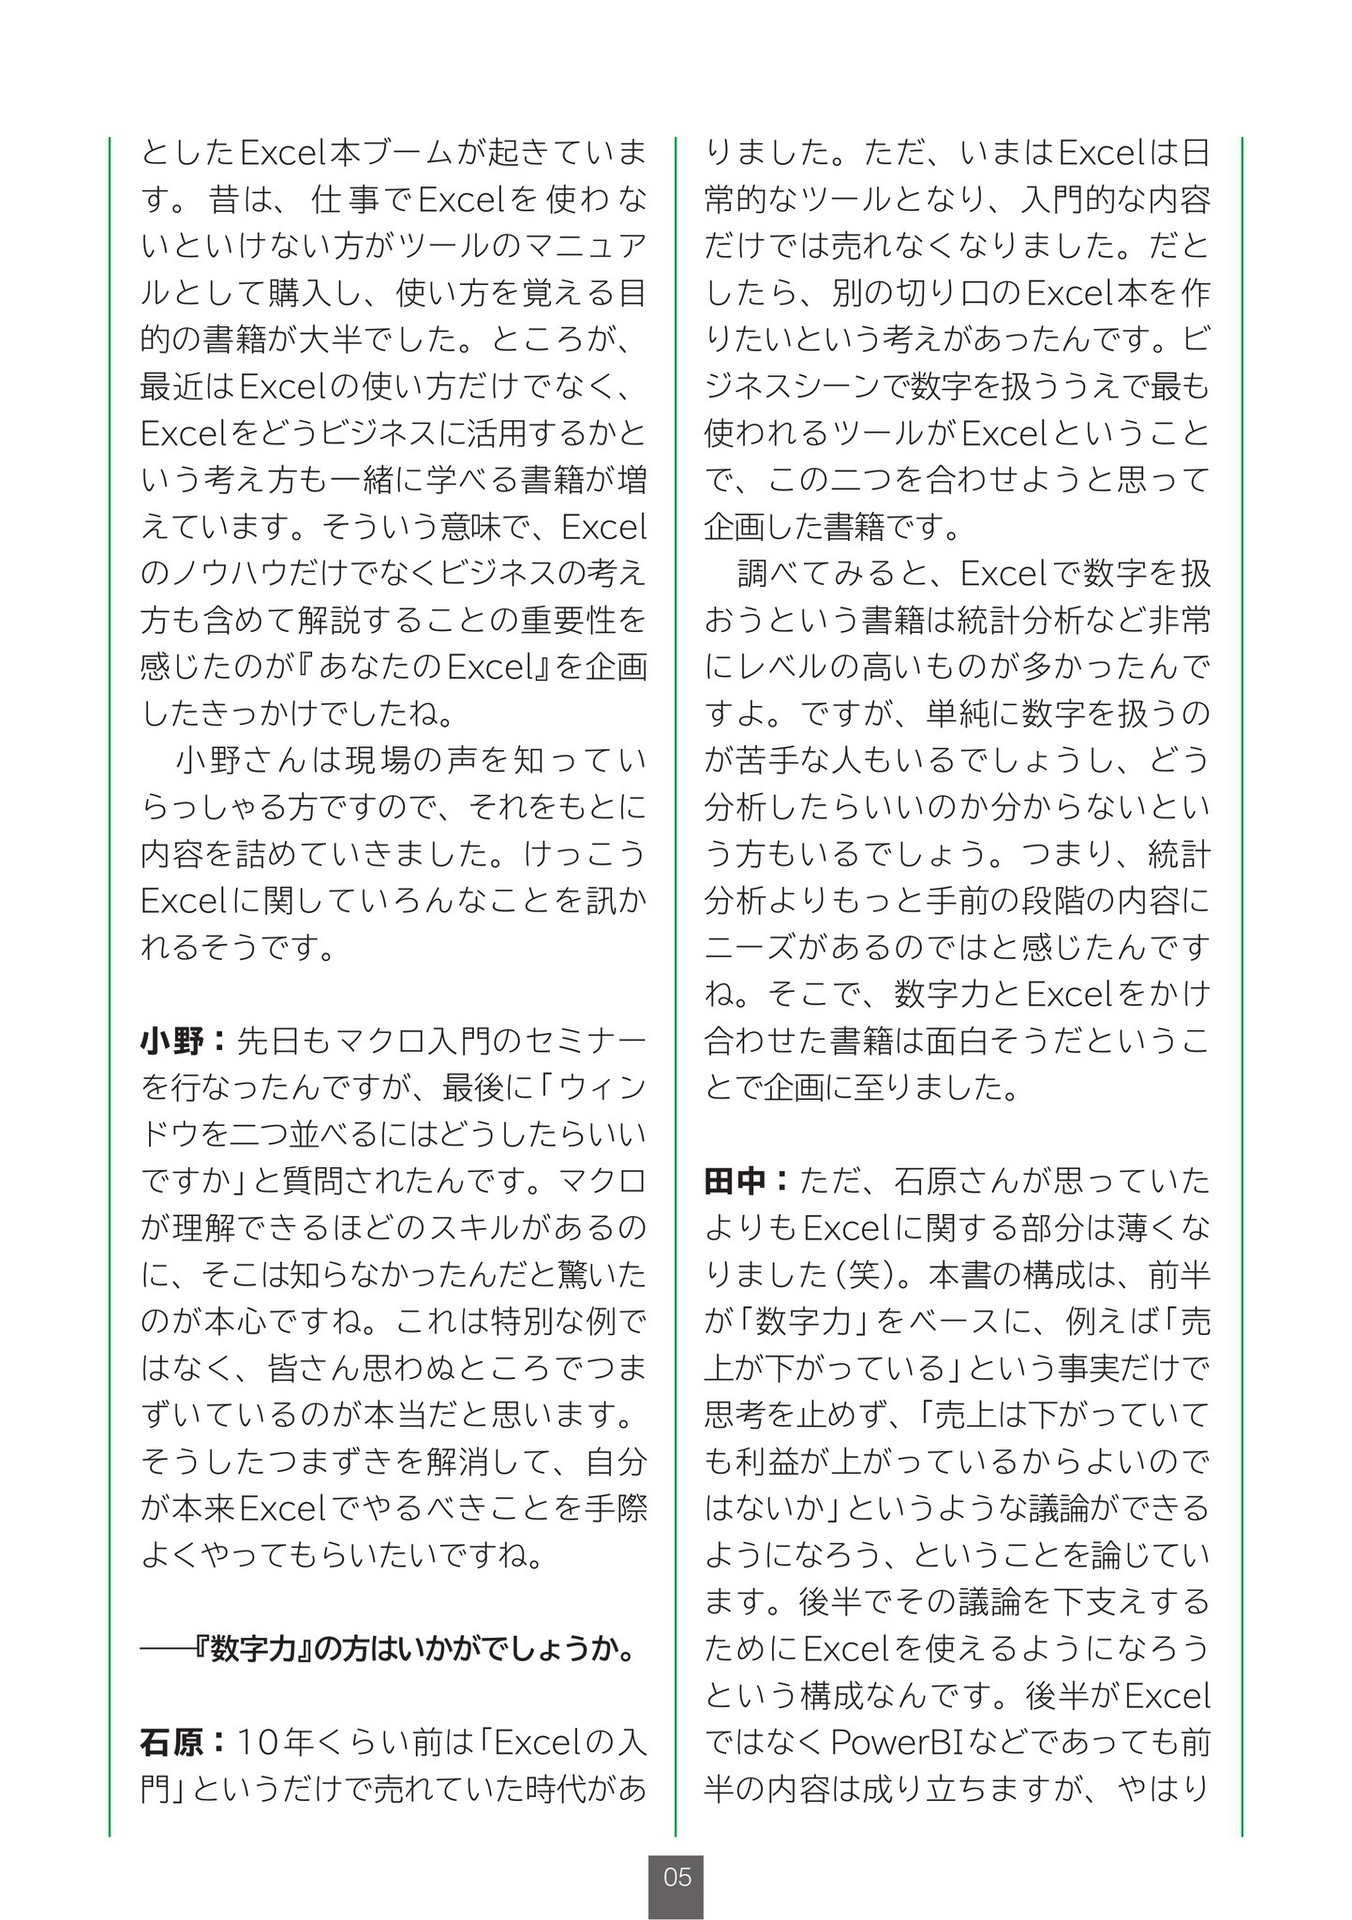 としたExcel本ブームが起きていま
す。昔は、仕事でExcelを使わな
いといけない方がツールのマニュア
ルとして購入し、使い方を覚える目
的の書籍が大半でした。ところが、
最近はExcelの使い方だけでなく、
Excelをどうビジネスに活用するかと
いう考え方も一緒に学べる書籍が増
えています。そういう意味で、Excel
のノウハウだけでなくビジネスの考え
方も含めて解説することの重要性を
感じたのが『あなたのExcel』を企画
したきっかけでしたね。
　小野さんは現場の声を知ってい
らっしゃる方ですので、それをもとに
内容を詰めていきました。けっこう
Excelに関していろんなことを訊か
れるそうです。
小野：先日もマクロ入門のセミナー
を行なったんですが、最後に「ウィン
ドウを二つ並べるにはどうしたらいい
ですか」と質問されたんです。マクロ
が理解できるほどのスキルがあるの
に、そこは知らなかったんだと驚いた
のが本心ですね。これは特別な例で
はなく、皆さん思わぬところでつま
ずいているのが本当だと思います。
そうしたつまずきを解消して、自分
が本来Excelでやるべきことを手際
よくやってもらいたいですね。
――『数字力』の方はいかがでしょうか。
石原：10年くらい前は「Excelの入
門」というだけで売れていた時代があ
りました。ただ、いまはExcelは日
常的なツールとなり、入門的な内容
だけでは売れなくなりました。だと
したら、別の切り口のExcel本を作
りたいという考えがあったんです。ビ
ジネスシーンで数字を扱ううえで最も
使われるツールがExcelということ
で、この二つを合わせようと思って
企画した書籍です。
　調べてみると、Excelで数字を扱
おうという書籍は統計分析など非常
にレベルの高いものが多かったんで
すよ。ですが、単純に数字を扱うの
が苦手な人もいるでしょうし、どう
分析したらいいのか分からないとい
う方もいるでしょう。つまり、統計
分析よりもっと手前の段階の内容に
ニーズがあるのではと感じたんです
ね。そこで、数字力とExcelをかけ
合わせた書籍は面白そうだというこ
とで企画に至りました。
田中：ただ、石原さんが思っていた
よりもExcelに関する部分は薄くな
りました（笑）。本書の構成は、前半
が「数字力」をベースに、例えば「売
上が下がっている」という事実だけで
思考を止めず、「売上は下がっていて
も利益が上がっているからよいので
はないか」というような議論ができる
ようになろう、ということを論じてい
ます。後半でその議論を下支えする
ためにExcelを使えるようになろう
という構成なんです。後半がExcel
ではなくPowerBIなどであっても前
半の内容は成り立ちますが、やはり
05